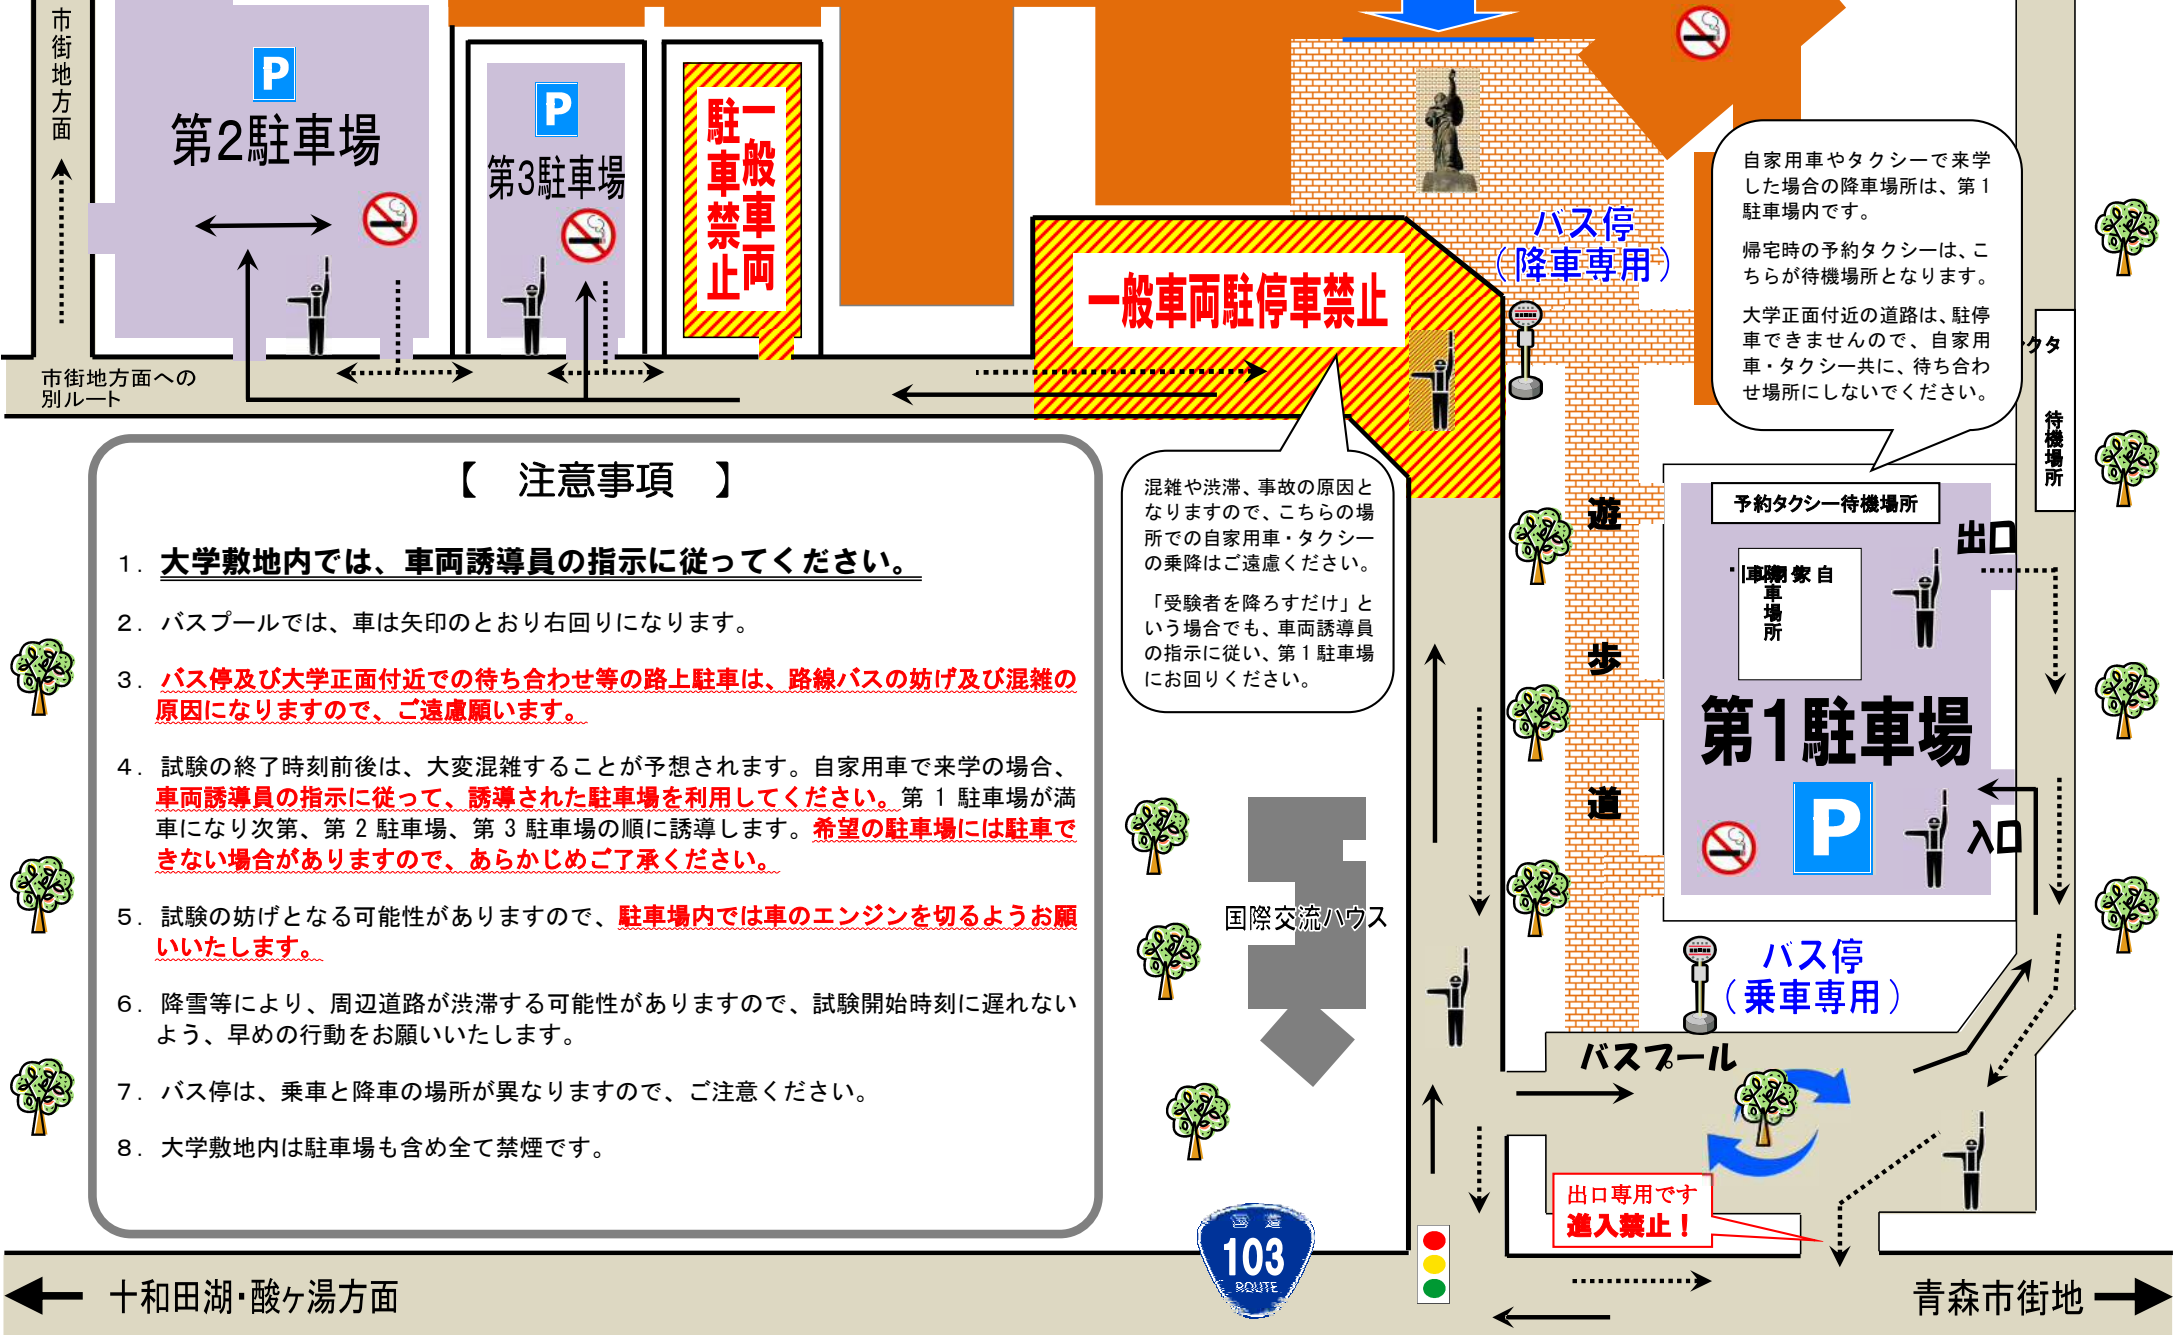 市街地方面
P
第2駐車場
P
第3駐車場
一般車両
駐車禁止
一般車両駐停車禁止
バス停
（降車専用）
自家用車やタクシーで来学
した場合の降車場所は、第1
駐車場内です。
帰宅時の予約タクシーは、こ
ちらが待機場所となります。
大学正面付近の道路は、駐停
車できませんので、自家用
車・タクシー共に、待ち合わ
せ場所にしないでください。
クタ
待機場所
市街地方面への
別ルート
【　注意事項　】
1. 大学敷地内では、車両誘導員の指示に従ってください。
2. バスプールでは、車は矢印のとおり右回りになります。
3. バス停及び大学正面付近での待ち合わせ等の路上駐車は、路線バスの妨げ及び混雑の
原因になりますので、ご遠慮願います。
4. 試験の終了時刻前後は、大変混雑することが予想されます。自家用車で来学の場合、
車両誘導員の指示に従って、誘導された駐車場を利用してください。第1駐車場が満
車になり次第、第2駐車場、第3駐車場の順に誘導します。希望の駐車場には駐車で
きない場合がありますので、あらかじめご了承ください。
5. 試験の妨げとなる可能性がありますので、駐車場内では車のエンジンを切るようお願
いいたします。
6. 降雪等により、周辺道路が渋滞する可能性がありますので、試験開始時刻に遅れない
よう、早めの行動をお願いいたします。
7. バス停は、乗車と降車の場所が異なりますので、ご注意ください。
8. 大学敷地内は駐車場も含め全て禁煙です。
混雑や渋滞、事故の原因と
なりますので、こちらの場
所での自家用車・タクシー
の乗降はご遠慮ください。
「受験者を降ろすだけ」と
いう場合でも、車両誘導員
の指示に従い、第1駐車場
にお回りください。
遊歩道
予約タクシー待機場所
出口
自
車場所
第1駐車場
P
入口
国際交流ハウス
バス停
（乗車専用）
バスプール
出口専用です
進入禁止！
国道
103
ROUTE
十和田湖・酸ヶ湯方面
青森市街地